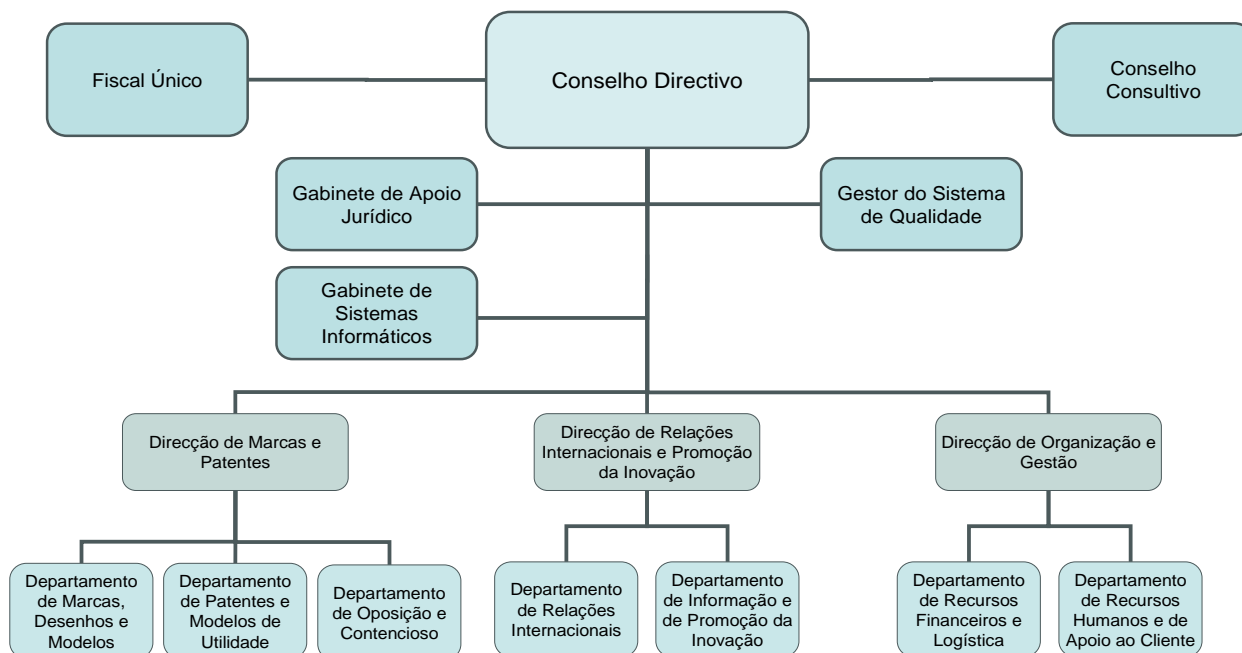 Fiscal Único
Conselho Directivo
Conselho
Consultivo
Gabinete de Apoio
Jurídico
Gestor do Sistema
de Qualidade
Gabinete de
Sistemas
Informáticos
Direcção de Marcas e
Patentes
Direcção de Relações
Internacionais e Promoção
da Inovação
Direcção de Organização e
Gestão
Departamento
de Marcas,
Desenhos e
Modelos
Departamento
de Patentes e
Modelos de
Utilidade
Departamento
de Oposição e
Contencioso
Departamento
de Relações
Internacionais
Departamento
de Informação e
de Promoção da
Inovação
Departamento
de Recursos
Financeiros e
Logística
Departamento
de Recursos
Humanos e de
Apoio ao Cliente